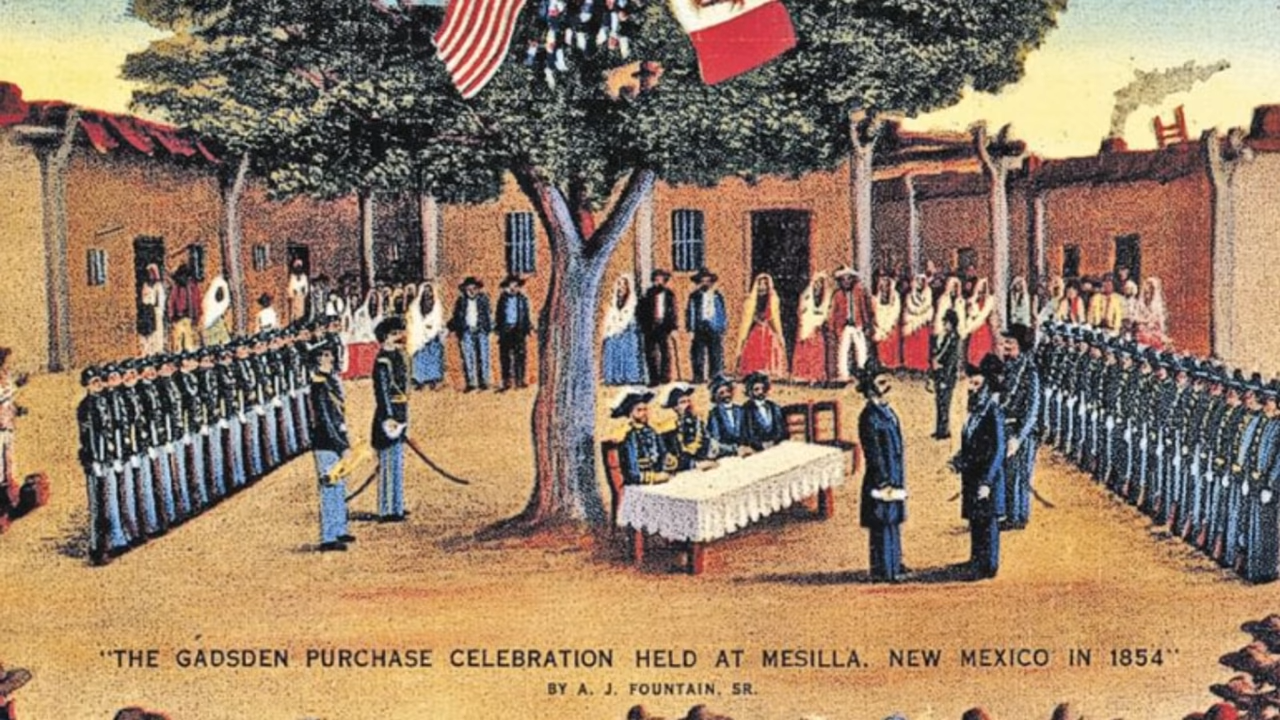 "THE GADSDEN PURCHASE CELEBRATION HELD AT MESILLA, NEW MEXICO IN 1854"
BY A. J. FOUNTAIN, SR.